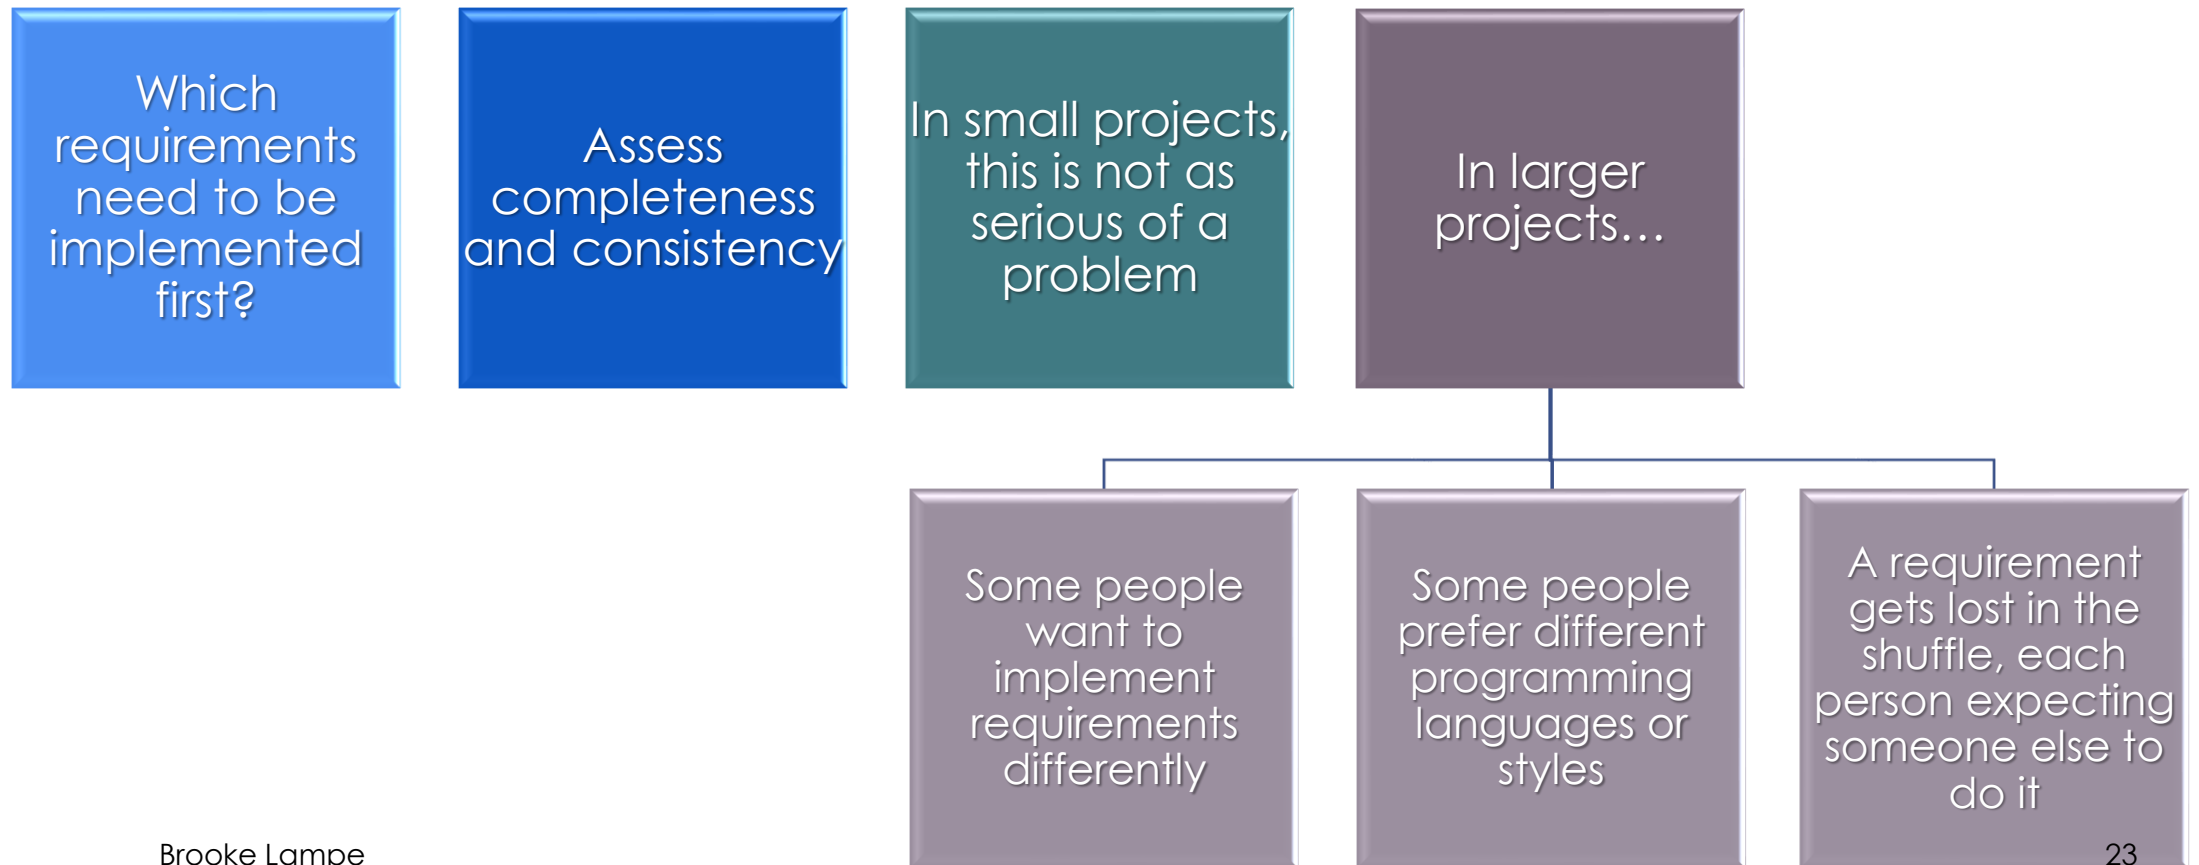 Which
requirements
need to be
implemented
first?
Assess
completeness
and consistency
In small projects,
this is not as
serious of a
problem
In larger
projects…
Some people
want to
implement
requirements
differently
Some people
prefer different
programming
languages or
styles
A requirement
gets lost in the
shuffle, each
person expecting
someone else to
do it
Brooke Lampe
23